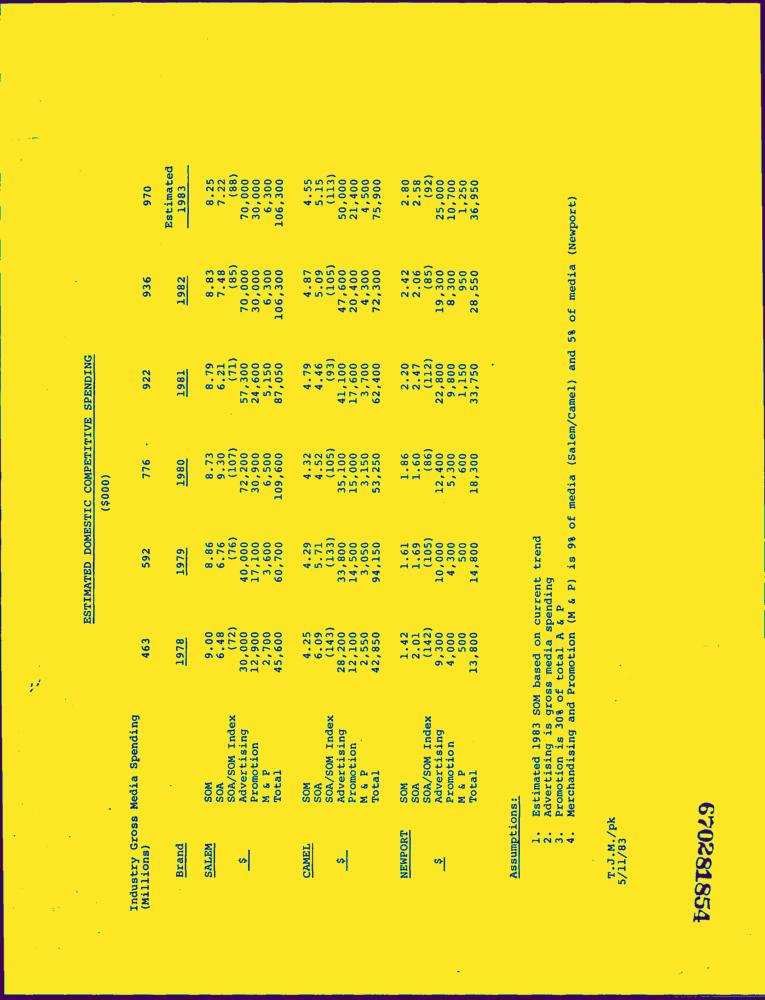 ESTIMATED DOMESTIC COMPETITIVE SPENDING
($000)
Industry Gross Media Spending 463 592 776 922 936 970
(Millions)
Estimated
Brand 1978 1979 1980 1981 1982 1983
SALEM SOM 9.00 8.86 8.73 8.79 8.83 8.25
SOA 6.48 6.76 9.30 6.21 7.48 7.22
SOA/SOM Index (72) (76) (107) (71) (85) (88)
$ Advertising 30,000 40,000 72,200 57,300 70,000 70,000
Promotion 12,900 17,100 30,900 24,600 30,000 30,000
M & P 2,700 3,600 6,500 5,150 6,300 6,300
Total 45,600 60,700 109,600 87,050 106,300 106,300
CAMEL SOM 4.25 4.29 4.32 4.79 4.87 4.55
SOA 6.09 5.71 4.52 4.46 5.09 5.15
SOA/SOM Index (143) (133) (105) (93) (105) (113)
$ Advertising 28,200 33,800 35,100 41,100 47,600 50,000
Promotion 12,100 14,500 15,000 17,600 20,400 21,400
M & P 2,550 3,050 3,150 3,700 4,300 4,500
Total 42,850 94,150 53,250 62,400 72,300 75,900
NEWPORT SOM 1.42 1.61 1.86 2.20 2.42 2.80
SOA 2.01 1.69 1.60 2.47 2.06 2.58
SOA/SOM Index (142) (105) (86) (112) (85) (92)
$ Advertising 9,300 10,000 12,400 22,800 19,300 25,000
Promotion 4,000 4,300 5,300 9,800 8,300 10,700
M & P 500 500 600 1,150 950 1,250
Total 13,800 14,800 18,300 33,750 28,550 36,950
Assumptions:
1. Estimated 1983 SOM based on current trend
2. Advertising is gross media spending
3. Promotion is 30% of total A & P
4. Merchandising and Promotion (M & P) is 9% of media (Salem/Camel) and 5% of media (Newport)
T.J.M./pk
5/11/83
670281854